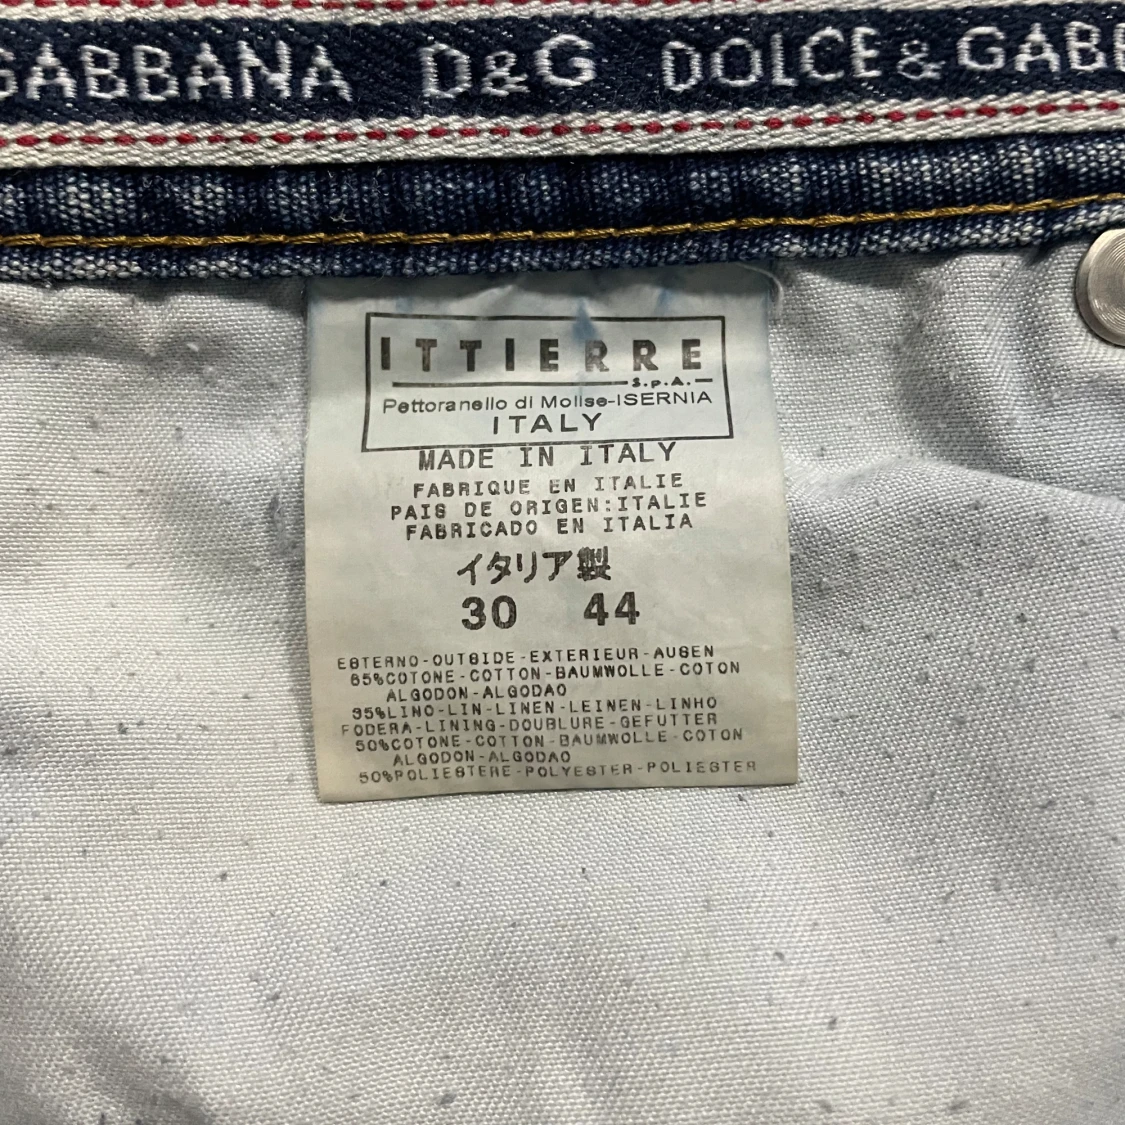 GABBANA D&G DOLCE & GABB
ITTIERRE
S.p.A.
Pettoranello di Molise-ISERNIA
ITALY
MADE IN ITALY
FABRIQUE EN ITALIE
PAIS DE ORIGEN:ITALIE
FABRICADO EN ITALIA
イタリア製
30 44
ESTERNO-OUTSIDE-EXTERIEUR-AUSEN
65%COTONE-COTTON-BAUMWOLLE-COTON
ALGODON-ALGODAO
35%LINO-LIN-LINEN-LEINEN-LINHO
FODERA-LINING-DOUBLURE-GEFUTTER
50%COTONE-COTTON-BAUMWOLLE-COTON
ALGODON-ALGODAO
50%POLIESTERE-POLYESTER-POLIESTER